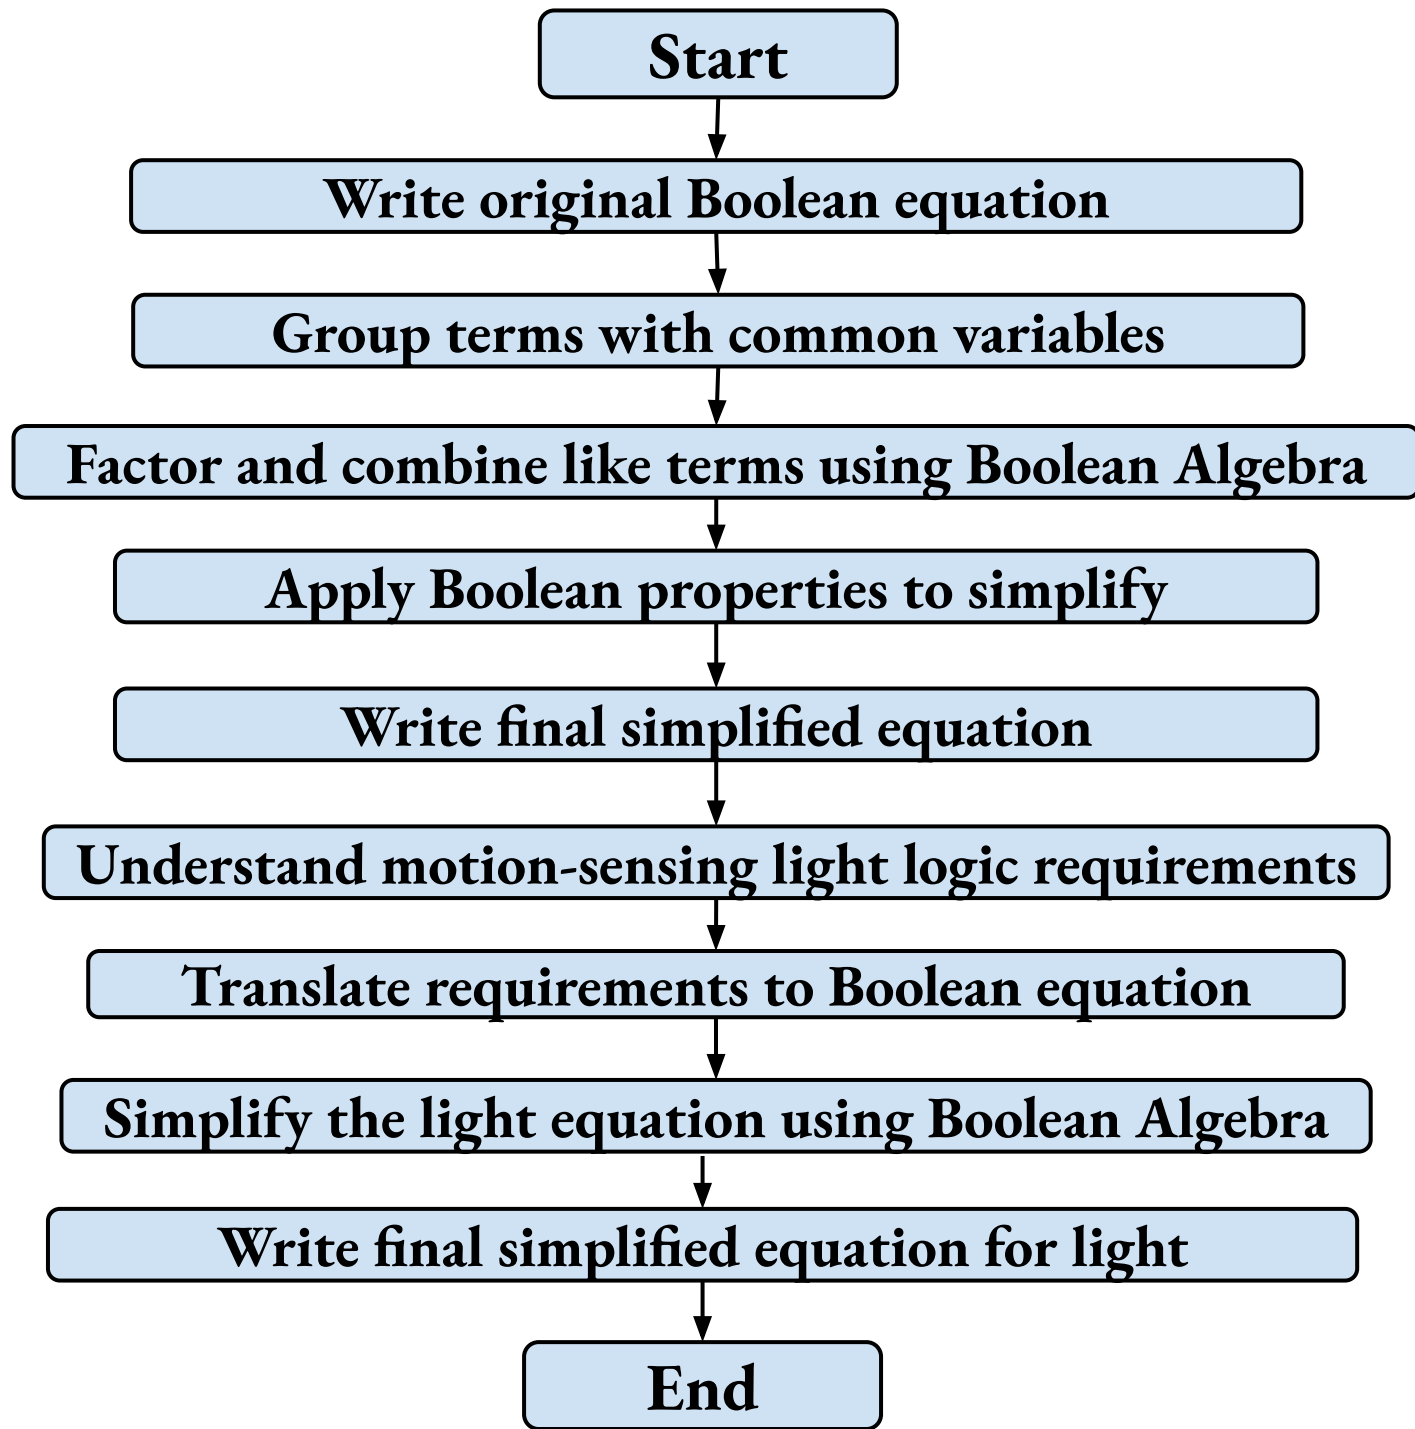 Start
Write original Boolean equation
Group terms with common variables
Factor and combine like terms using Boolean Algebra
Apply Boolean properties to simplify
Write final simplified equation
Understand motion-sensing light logic requirements
Translate requirements to Boolean equation
Simplify the light equation using Boolean Algebra
Write final simplified equation for light
End